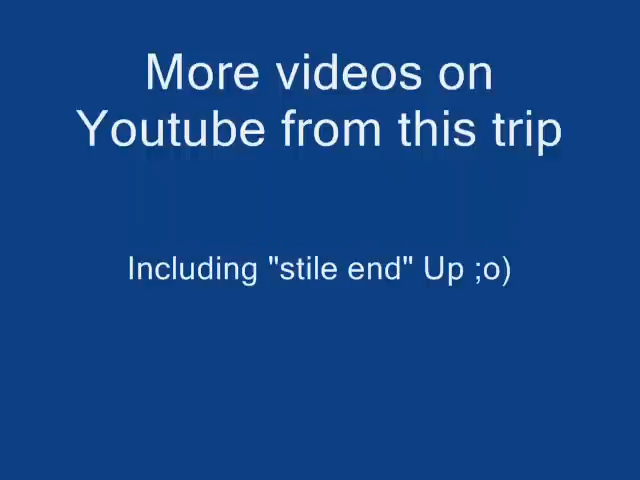 More videos on
Youtube from this trip
Including "stile end" Up ;o)